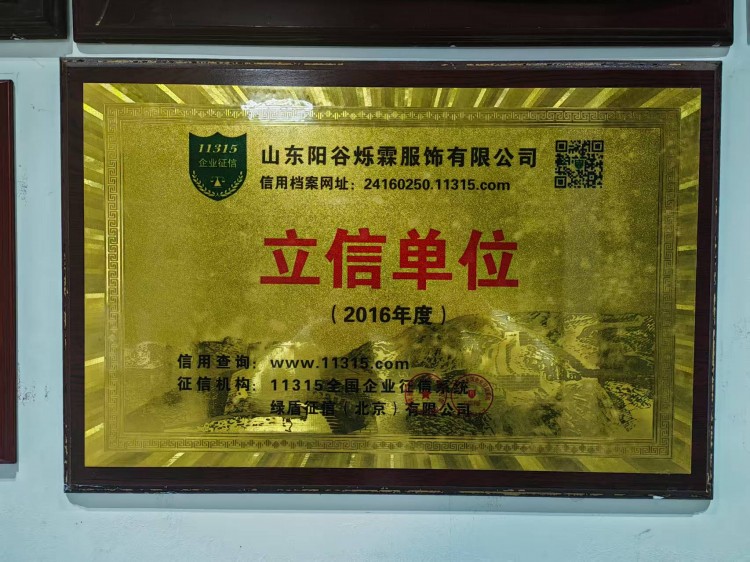 11315
企业征信
山东阳谷烁霖服饰有限公司
信用档案网址：24160250.11315.com
立信单位
（2016年度）
信用查询：www.11315.com
征信机构：11315全国企业征信系统
绿盾征信（北京）有限公司